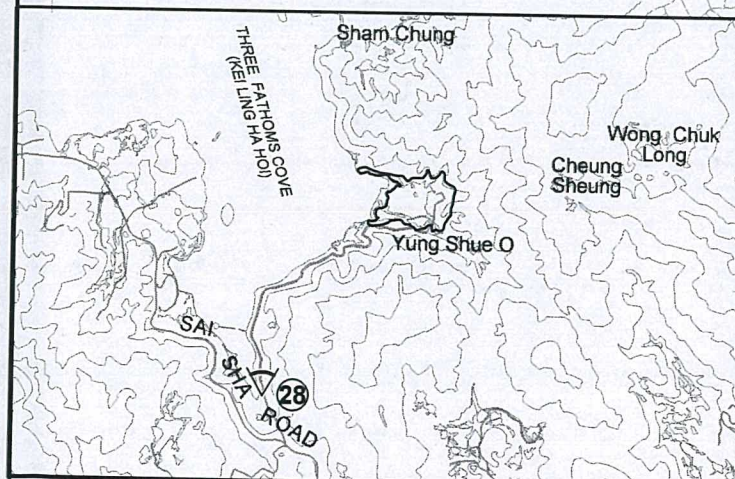 Sham Chung
THREE FATHOMS COVE
(KEI LING HA HOI)
Wong Chuk
Long
Cheung
Sheung
Yung Shue O
SAI SHA ROAD
28